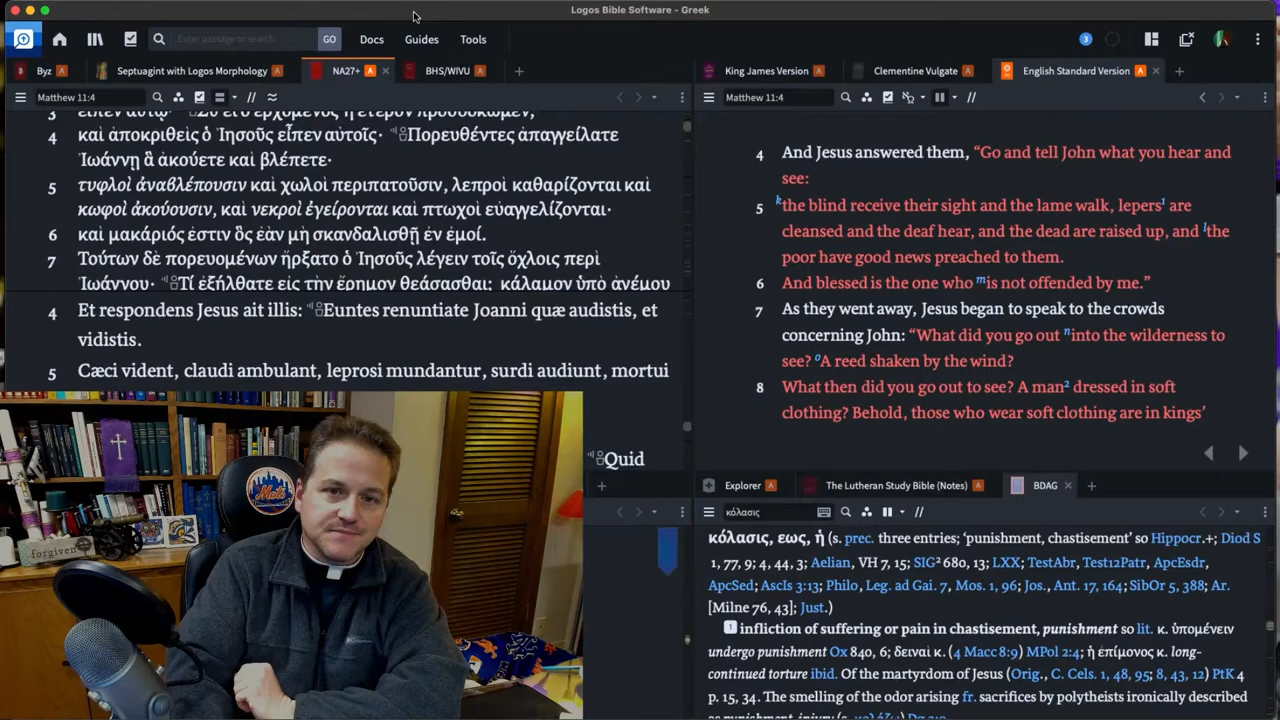 Logos Bible Software - Greek
Enter passage or search
GO
Docs
Guides
Tools
3
Byz A
Septuagint with Logos Morphology A
NA27+ A
BHS/WIVU A
Matthew 11:4
4 καὶ ἀποκριθεὶς ὁ Ἰησοῦς εἶπεν αὐτοῖς· Πορευθέντες ἀπαγγείλατε
Ἰωάννῃ ἃ ἀκούετε καὶ βλέπετε·
5 τυφλοὶ ἀναβλέπουσιν καὶ χωλοὶ περιπατοῦσιν, λεπροὶ καθαρίζονται καὶ
κωφοὶ ἀκούουσιν, καὶ νεκροὶ ἐγείρονται καὶ πτωχοὶ εὐαγγελίζονται·
6 καὶ μακάριός ἐστιν ὃς ἐὰν μὴ σκανδαλισθῇ ἐν ἐμοί.
7 Τούτων δὲ πορευομένων ἤρξατο ὁ Ἰησοῦς λέγειν τοῖς ὄχλοις περὶ
Ἰωάννου· Τί ἐξήλθατε εἰς τὴν ἔρημον θεάσασθαι; κάλαμον ὑπὸ ἀνέμου
4 Et respondens Jesus ait illis: Euntes renuntiate Joanni quæ audistis, et
vidistis.
5 Cæci vident, claudi ambulant, leprosi mundantur, surdi audiunt, mortui
Quid
King James Version A
Clementine Vulgate A
English Standard Version A
Matthew 11:4
4 And Jesus answered them, “Go and tell John what you hear and
see:
5 k the blind receive their sight and the lame walk, lepers1 are
cleansed and the deaf hear, and the dead are raised up, and l the
poor have good news preached to them.
6 And blessed is the one who m is not offended by me.”
7 As they went away, Jesus began to speak to the crowds
concerning John: “What did you go out n into the wilderness to
see? o A reed shaken by the wind?
8 What then did you go out to see? A man2 dressed in soft
clothing? Behold, those who wear soft clothing are in kings’
Explorer A
The Lutheran Study Bible (Notes) A
BDAG
κόλασις
κόλασις, εως, ἡ (s. prec. three entries; ‘punishment, chastisement’ so Hippocr.+; Diod S
1, 77, 9; 4, 44, 3; Aelian, VH 7, 15; SIG2 680, 13; LXX; TestAbr, Test12Patr, ApcEsdr,
ApcSed; AscIs 3:13; Philo, Leg. ad Gai. 7, Mos. 1, 96; Jos., Ant. 17, 164; SibOr 5, 388; Ar.
[Milne 76, 43]; Just.)
1 infliction of suffering or pain in chastisement, punishment so lit. κ. ὑπομένειν
undergo punishment Ox 840, 6; δειναὶ κ. (4 Macc 8:9) MPol 2:4; ἡ ἐπίμονος κ. long-
continued torture ibid. Of the martyrdom of Jesus (Orig., C. Cels. 1, 48, 95; 8, 43, 12) PtK 4
p. 15, 34. The smelling of the odor arising fr. sacrifices by polytheists ironically described
forgiven
Mets
Columbia